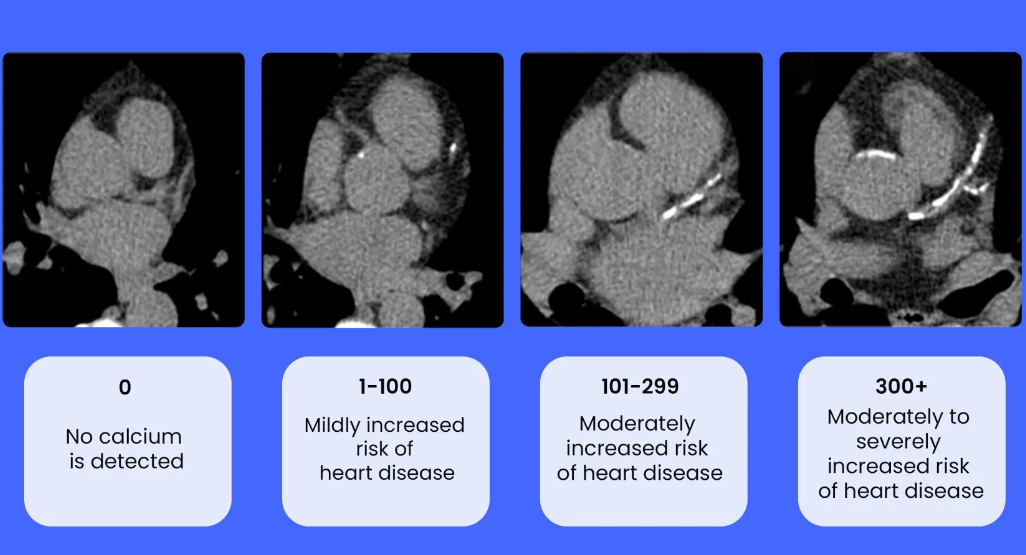 0
No calcium
is detected
1-100
Mildly increased
risk of
heart disease
101-299
Moderately
increased risk
of heart disease
300+
Moderately to
severely
increased risk
of heart disease